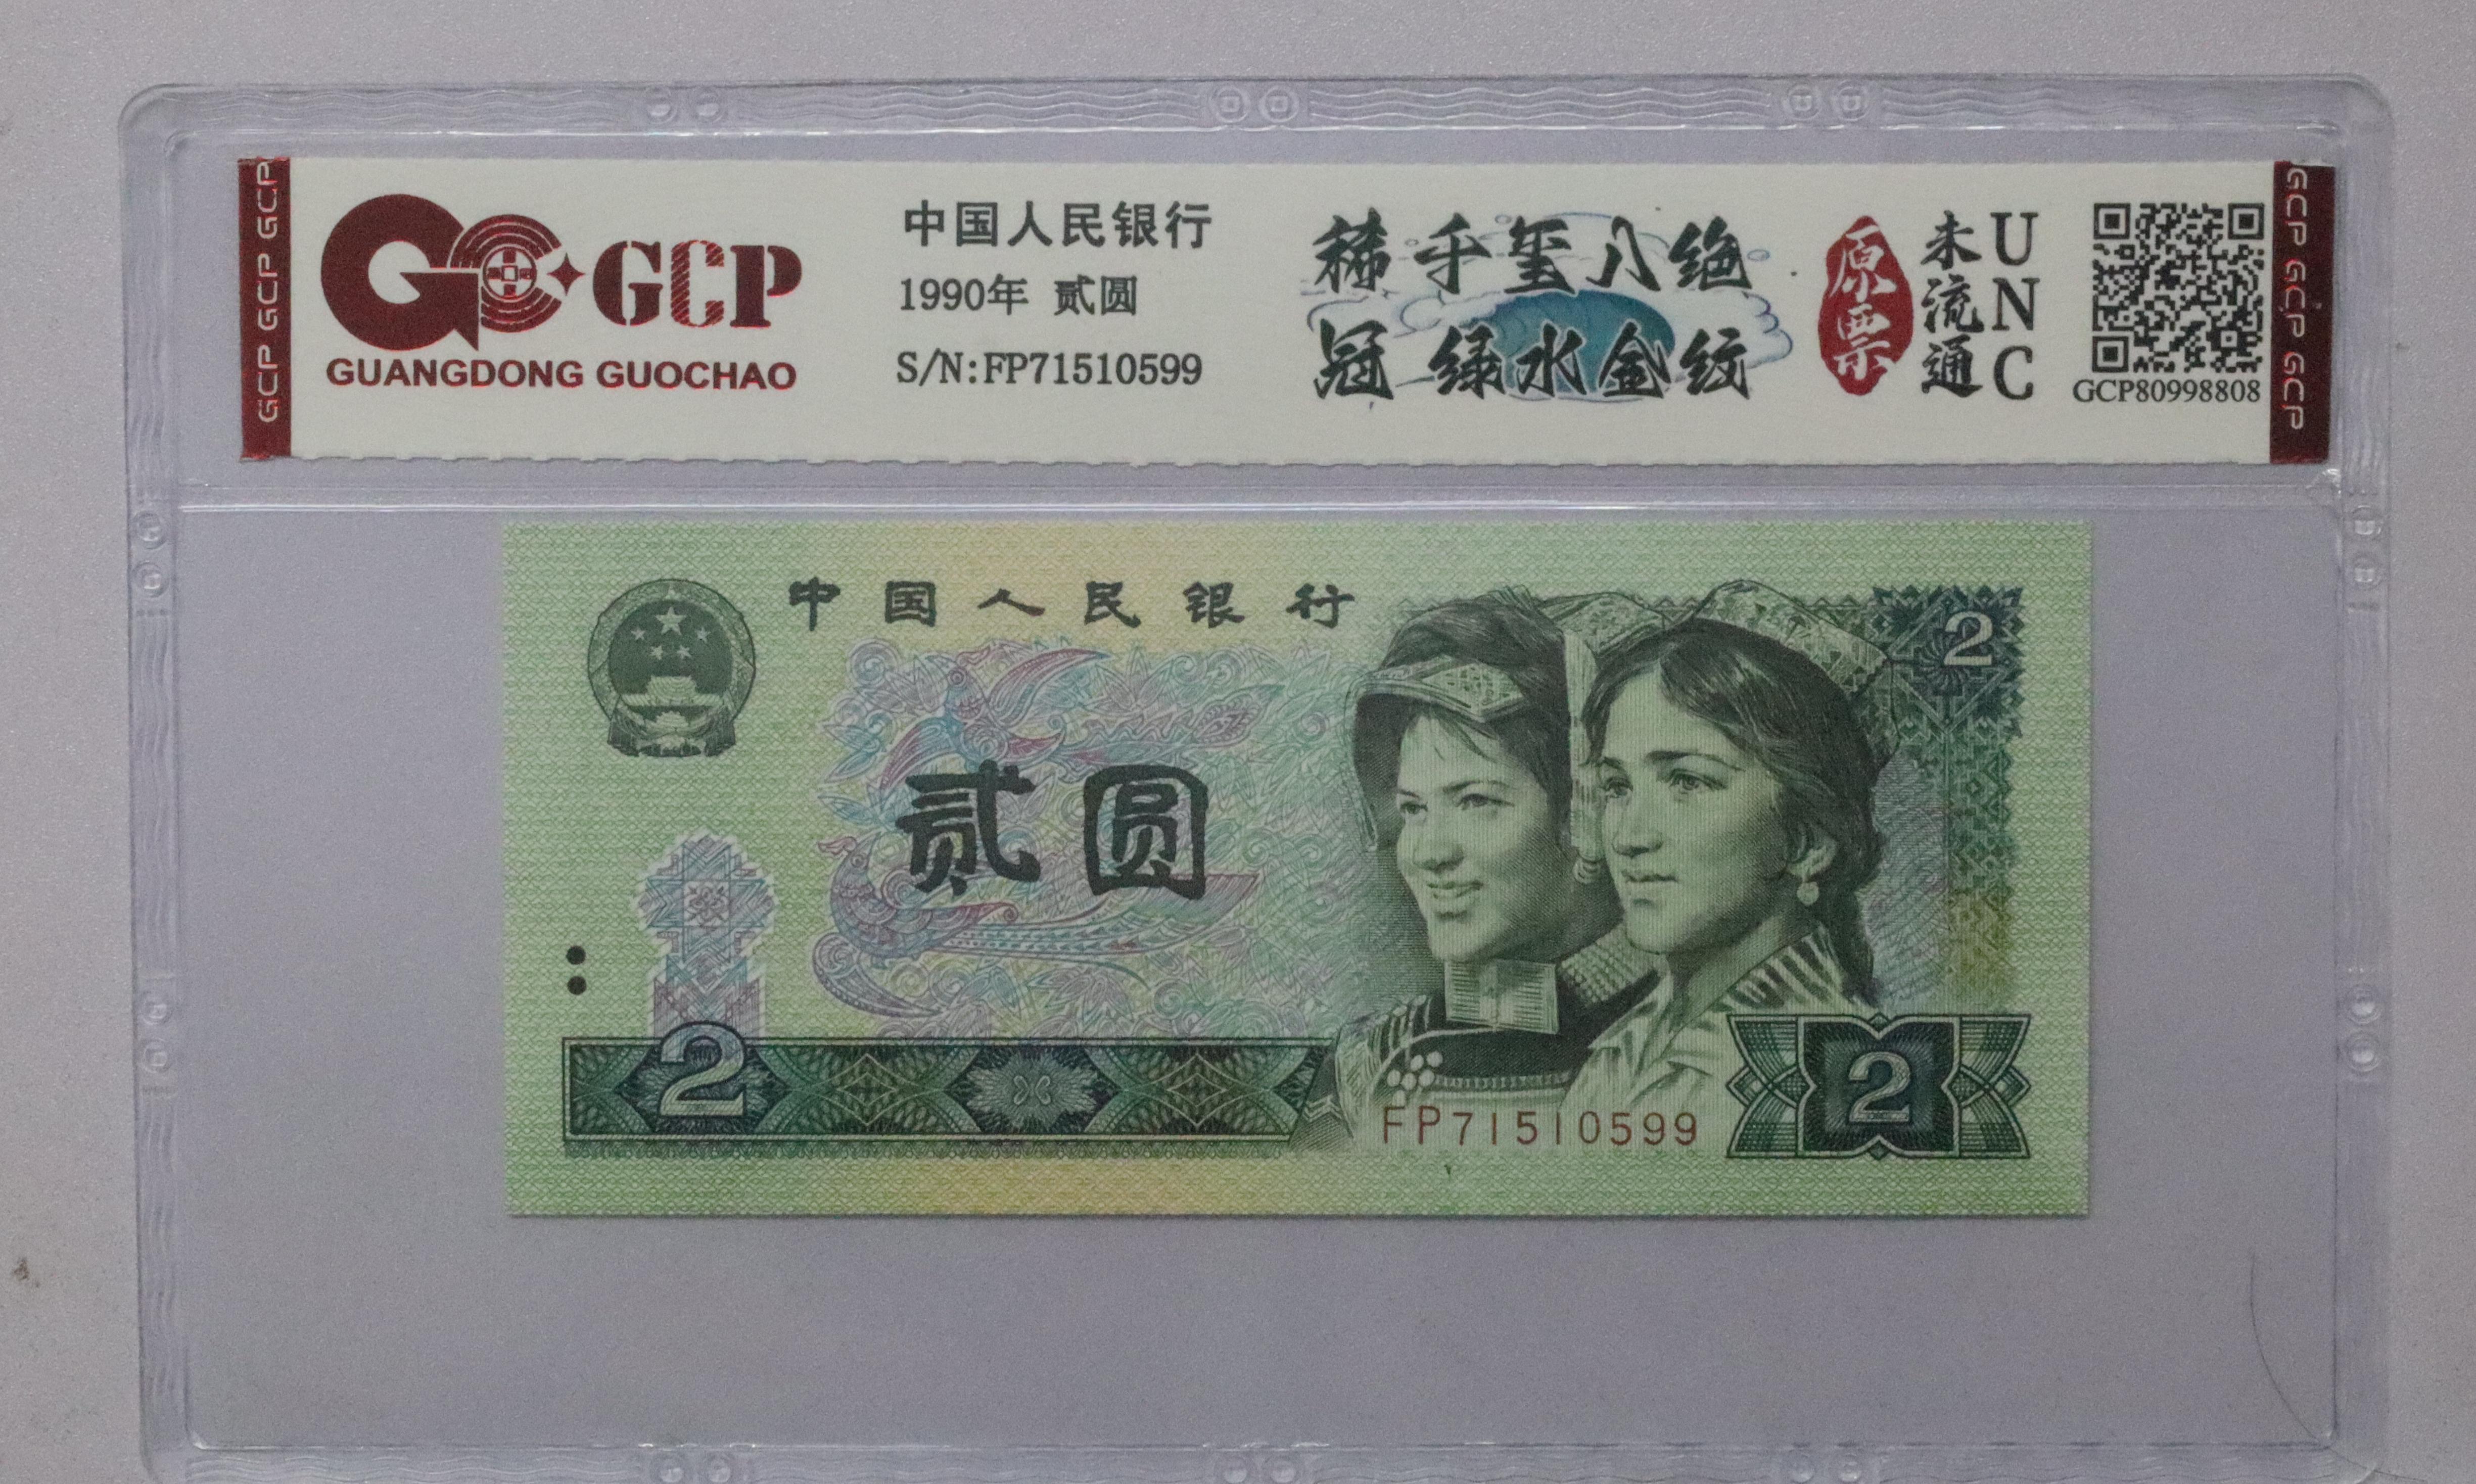 GCP GCP GCP
GCP
GUANGDONG GUOCHAO
中国人民银行
1990年 贰圆
S/N:FP71510599
稀千玺八绝
冠绿水金纹
原票
未流通
UNC
GCP80998808
GCP GCP GCP
中国人民银行
2
贰圆
2
FP71510599
2